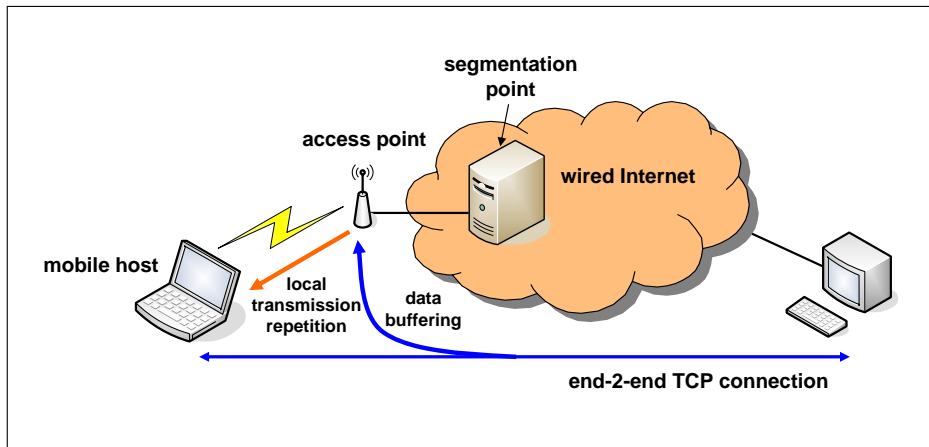 segmentation
point
access point
wired Internet
mobile host
local
transmission
repetition
data
buffering
end-2-end TCP connection